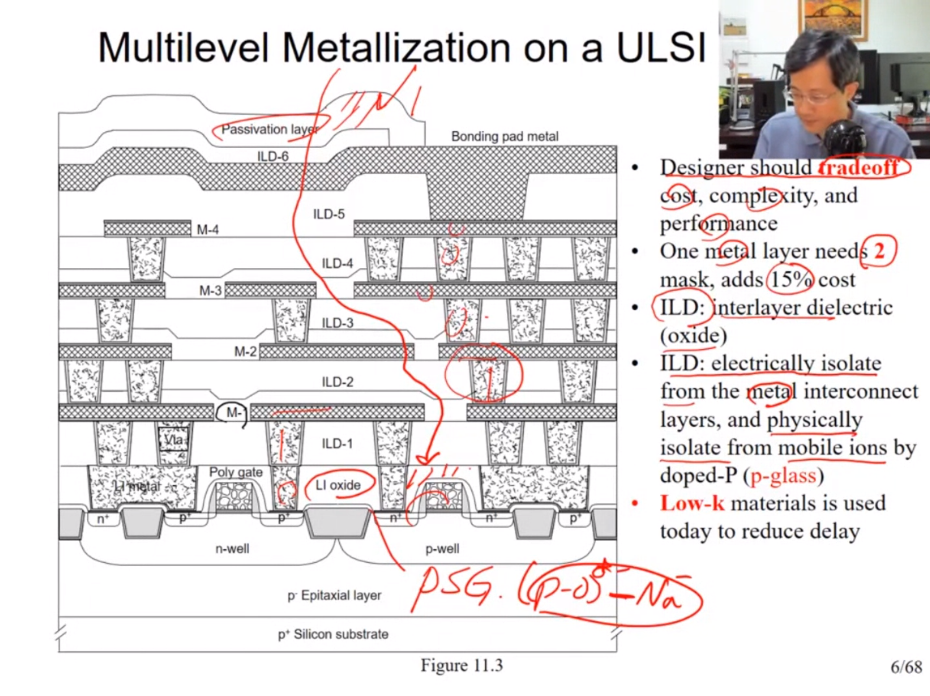 Multilevel Metallization on a ULSI
Passivation layer
Bonding pad metal
ILD-6
ILD-5
M-4
ILD-4
M-3
ILD-3
M-2
ILD-2
M-
Via
ILD-1
Poly gate
LI metal
LI oxide
n+
p+
p+
n+
n+
p+
n-well
p-well
p- Epitaxial layer
p+ Silicon substrate
Figure 11.3
PSG.
• Designer should tradeoff
cost, complexity, and
performance
• One metal layer needs 2
mask, adds 15% cost
• ILD: interlayer dielectric
(oxide)
• ILD: electrically isolate
from the metal interconnect
layers, and physically
isolate from mobile ions by
doped-P (p-glass)
• Low-k materials is used
today to reduce delay
6/68